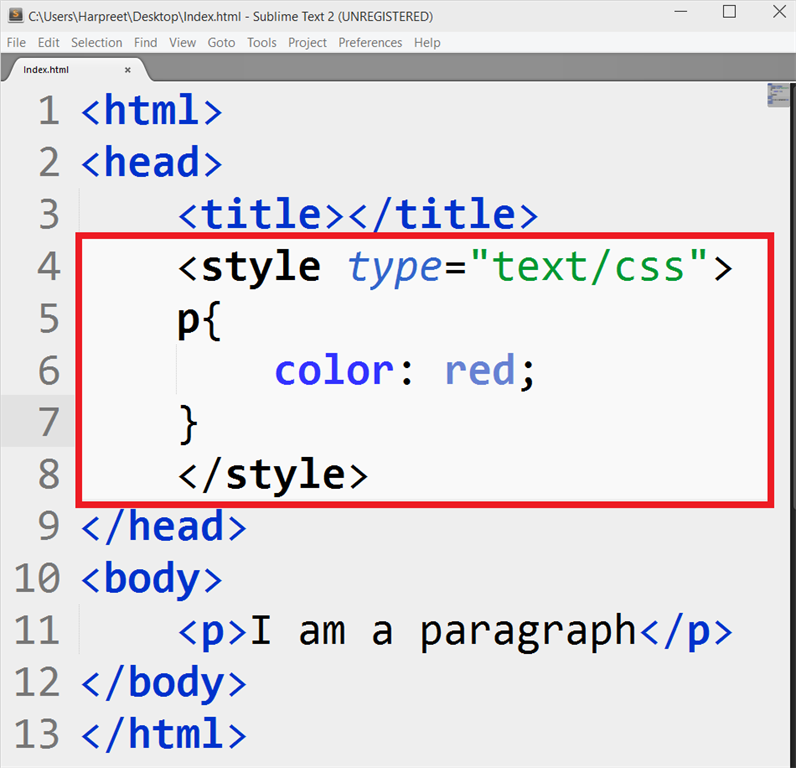 C:\Users\Harpreet\Desktop\Index.html - Sublime Text 2 (UNREGISTERED)
File Edit Selection Find View Goto Tools Project Preferences Help
Index.html ×
1 <html>
2 <head>
3     <title></title>
4     <style type="text/css">
5     p{
6         color: red;
7     }
8     </style>
9 </head>
10 <body>
11     <p>I am a paragraph</p>
12 </body>
13 </html>